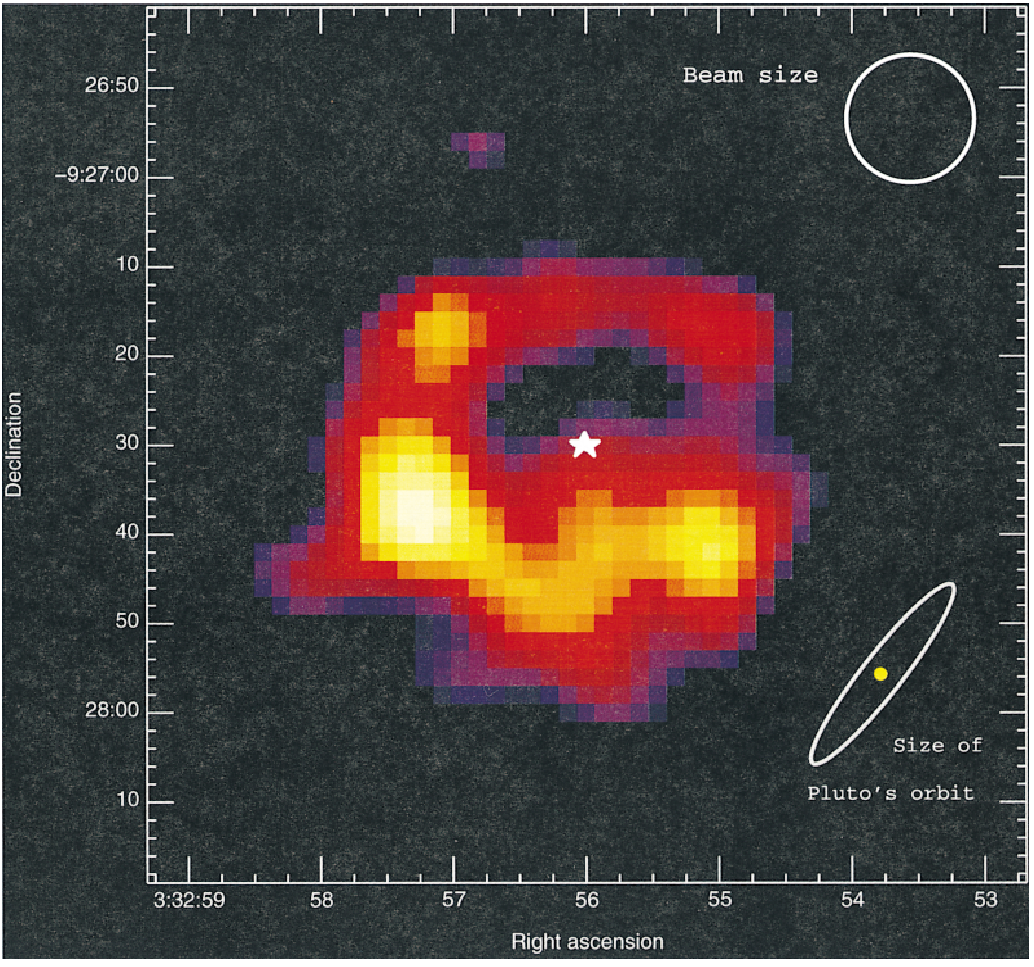 Beam size
26:50
−9:27:00
10
20
30
40
50
28:00
10
Declination
Size of
Pluto's orbit
3:32:59 58 57 56 55 54 53
Right ascension